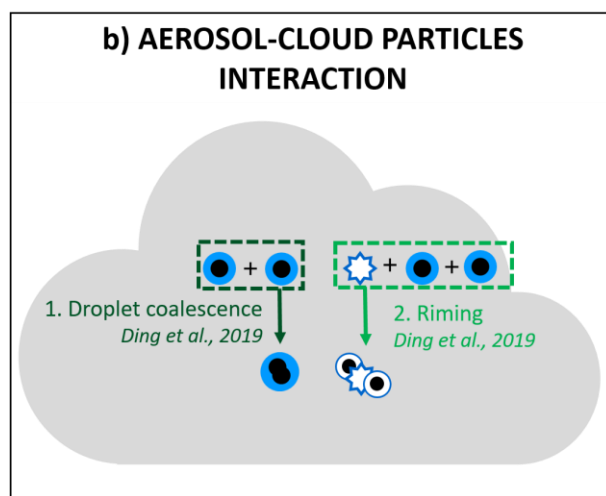 b) AEROSOL-CLOUD PARTICLES
INTERACTION
+
+ +
1. Droplet coalescence
Ding et al., 2019
2. Riming
Ding et al., 2019